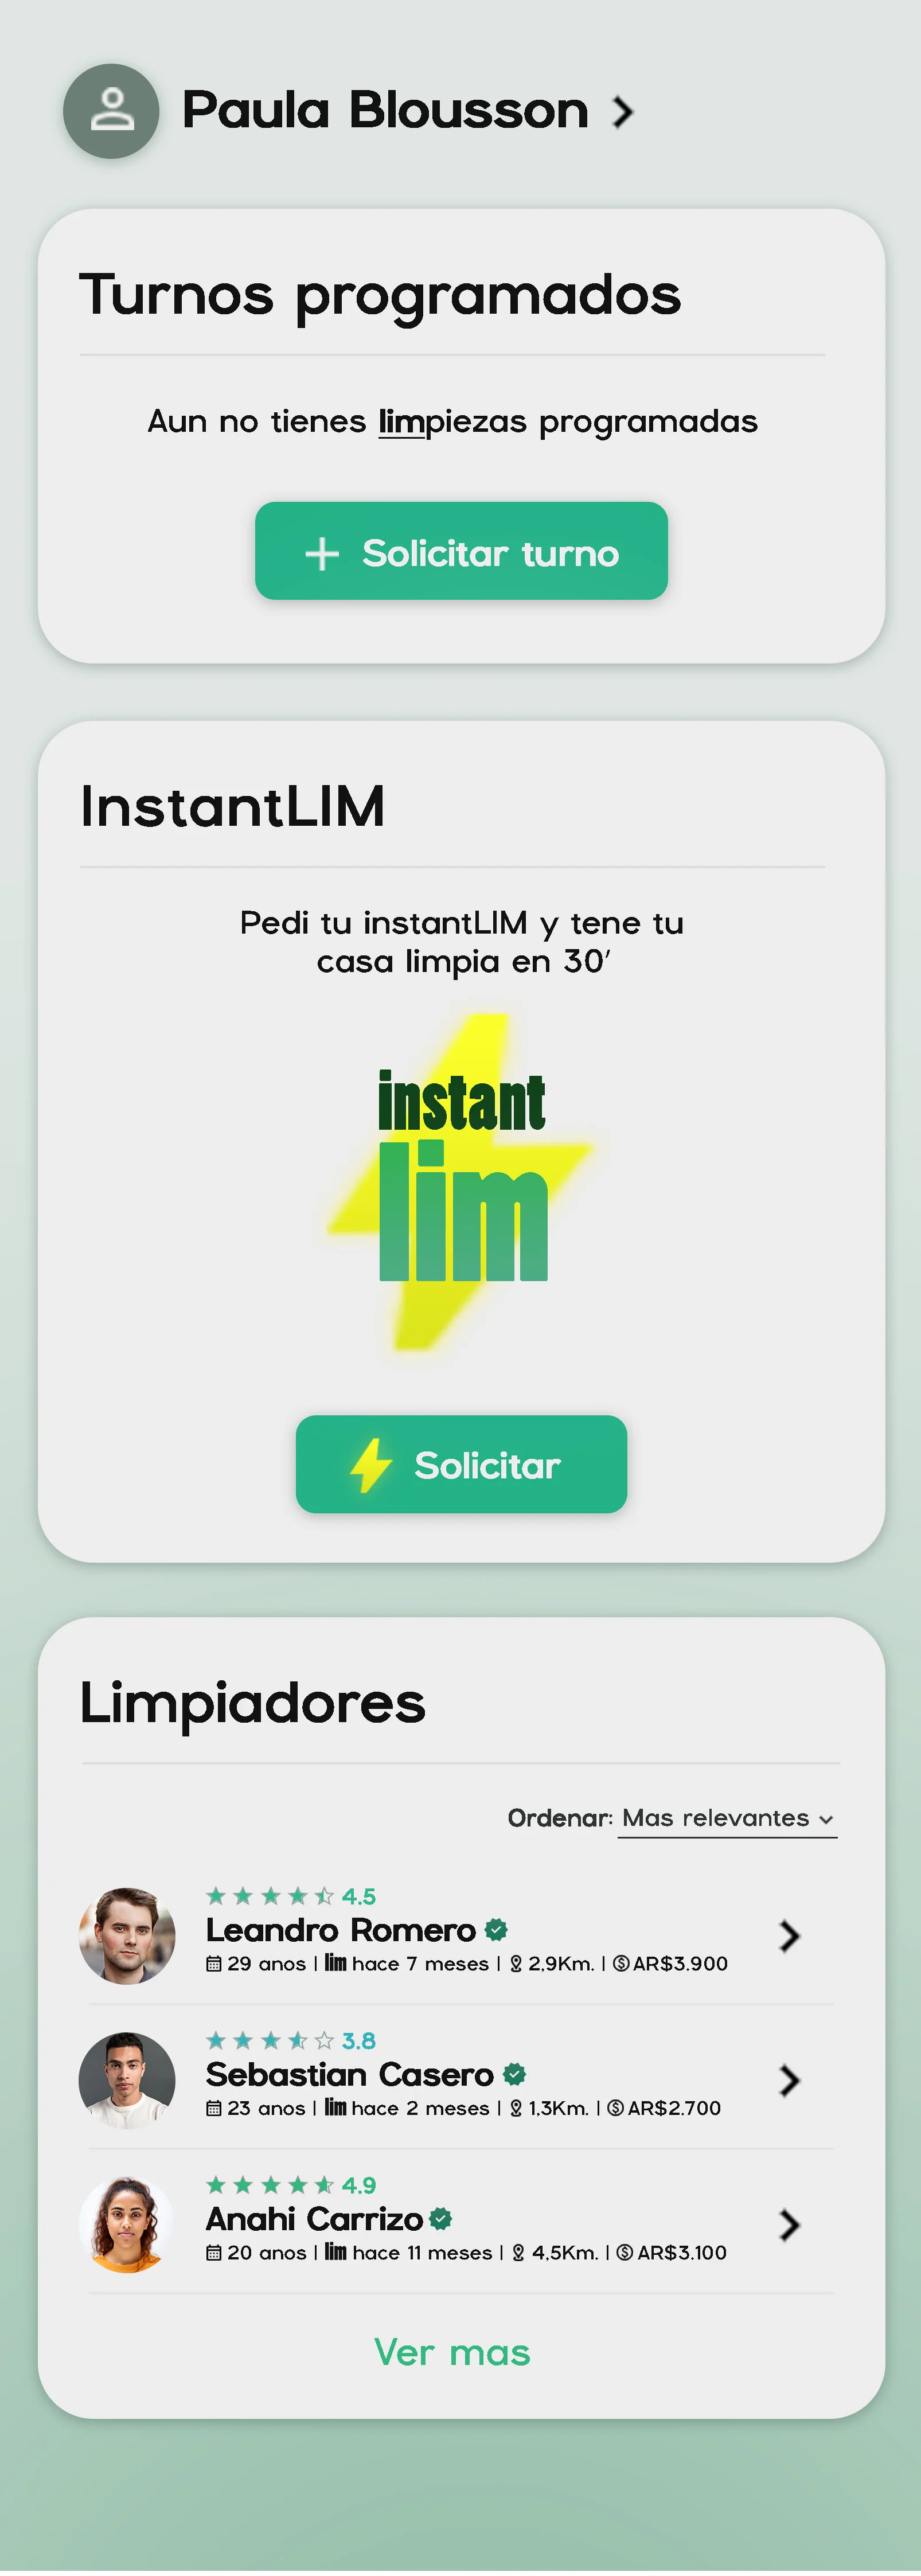 Paula Blousson
Turnos programados
Aun no tienes limpiezas programadas
+ Solicitar turno
InstantLIM
Pedi tu instantLIM y tene tu
casa limpia en 30'
instant
lim
Solicitar
Limpiadores
Ordenar: Mas relevantes
4.5
Leandro Romero
29 anos | lim hace 7 meses | 2,9Km. | AR$3.900
3.8
Sebastian Casero
23 anos | lim hace 2 meses | 1,3Km. | AR$2.700
4.9
Anahi Carrizo
20 anos | lim hace 11 meses | 4,5Km. | AR$3.100
Ver mas